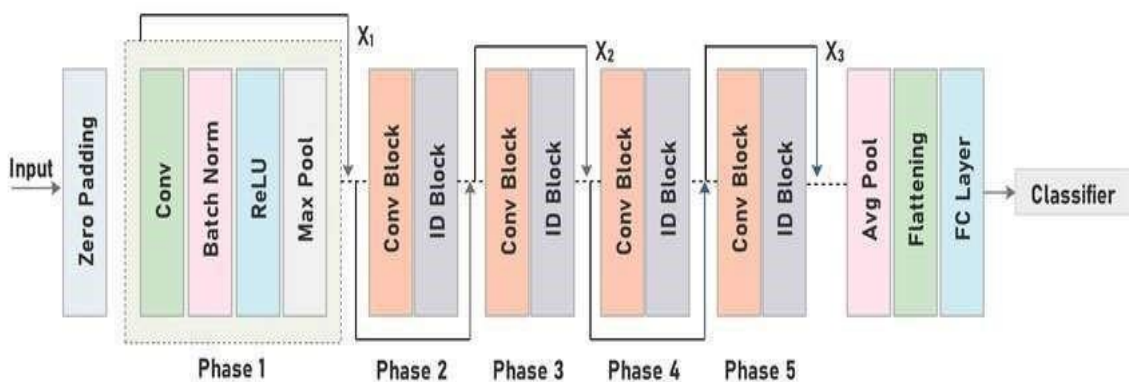 X₁
X₂
X₃
Input
Zero Padding
Conv
Batch Norm
ReLU
Max Pool
Conv Block
ID Block
Conv Block
ID Block
Conv Block
ID Block
Conv Block
ID Block
Avg Pool
Flattening
FC Layer
Classifier
Phase 1
Phase 2
Phase 3
Phase 4
Phase 5